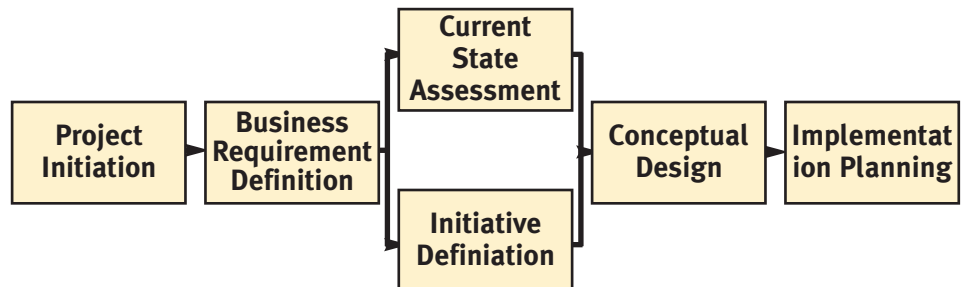 Project
Initiation
Business
Requirement
Definition
Current
State
Assessment
Initiative
Definiation
Conceptual
Design
Implementat
ion Planning